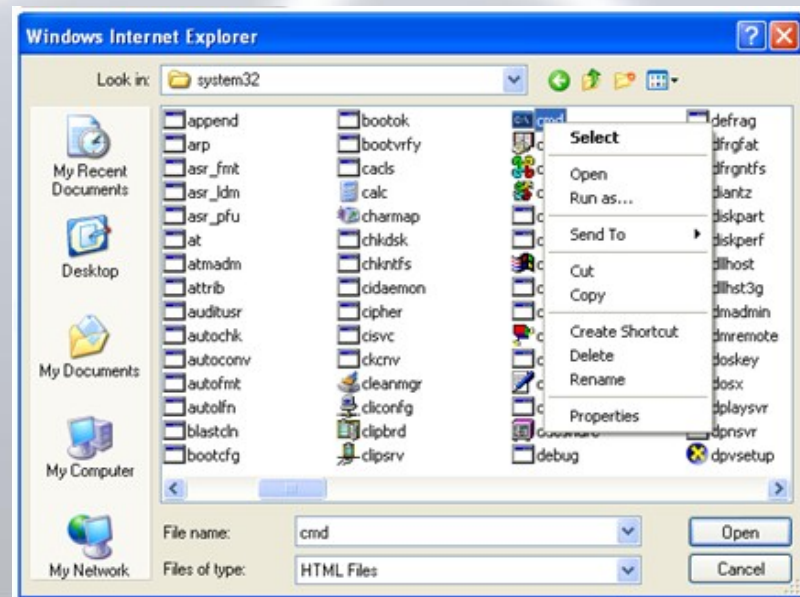 Windows Internet Explorer
Look in:
system32
My Recent
Documents
Desktop
My Documents
My Computer
My Network
append
arp
asr_fmt
asr_ldm
asr_pfu
at
atmadm
attrib
auditusr
autochk
autoconv
autofmt
autolfn
blastcln
bootcfg
bootok
bootvrfy
cacls
calc
charmap
chkdsk
chkntfs
cidaemon
cipher
cisvc
ckcnv
cleanmgr
cliconfg
clipbrd
clipsrv
cmd
debug
Select
Open
Run as...
Send To
Cut
Copy
Create Shortcut
Delete
Rename
Properties
defrag
dfrgfat
dfrgntfs
diantz
diskpart
diskperf
dllhost
dllhst3g
dmadmin
dmremote
doskey
dosx
dplaysvr
dpnsvr
dpvsetup
File name:
cmd
Open
Files of type:
HTML Files
Cancel